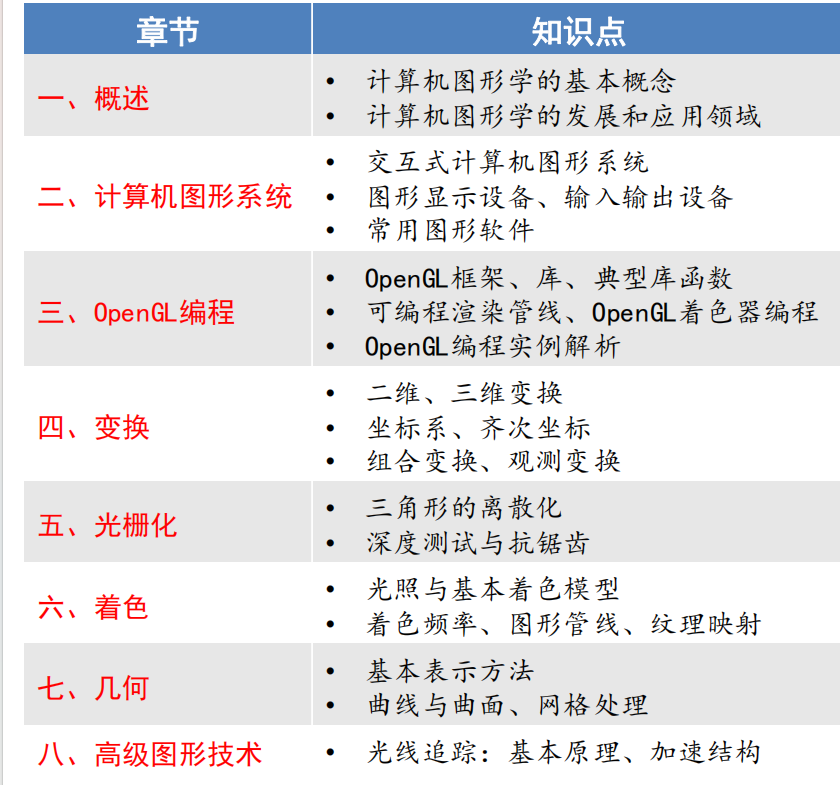 章节 知识点
一、概述
• 计算机图形学的基本概念
• 计算机图形学的发展和应用领域
二、计算机图形系统
• 交互式计算机图形系统
• 图形显示设备、输入输出设备
• 常用图形软件
三、OpenGL编程
• OpenGL框架、库、典型库函数
• 可编程渲染管线、OpenGL着色器编程
• OpenGL编程实例解析
四、变换
• 二维、三维变换
• 坐标系、齐次坐标
• 组合变换、观测变换
五、光栅化
• 三角形的离散化
• 深度测试与抗锯齿
六、着色
• 光照与基本着色模型
• 着色频率、图形管线、纹理映射
七、几何
• 基本表示方法
• 曲线与曲面、网格处理
八、高级图形技术
• 光线追踪：基本原理、加速结构